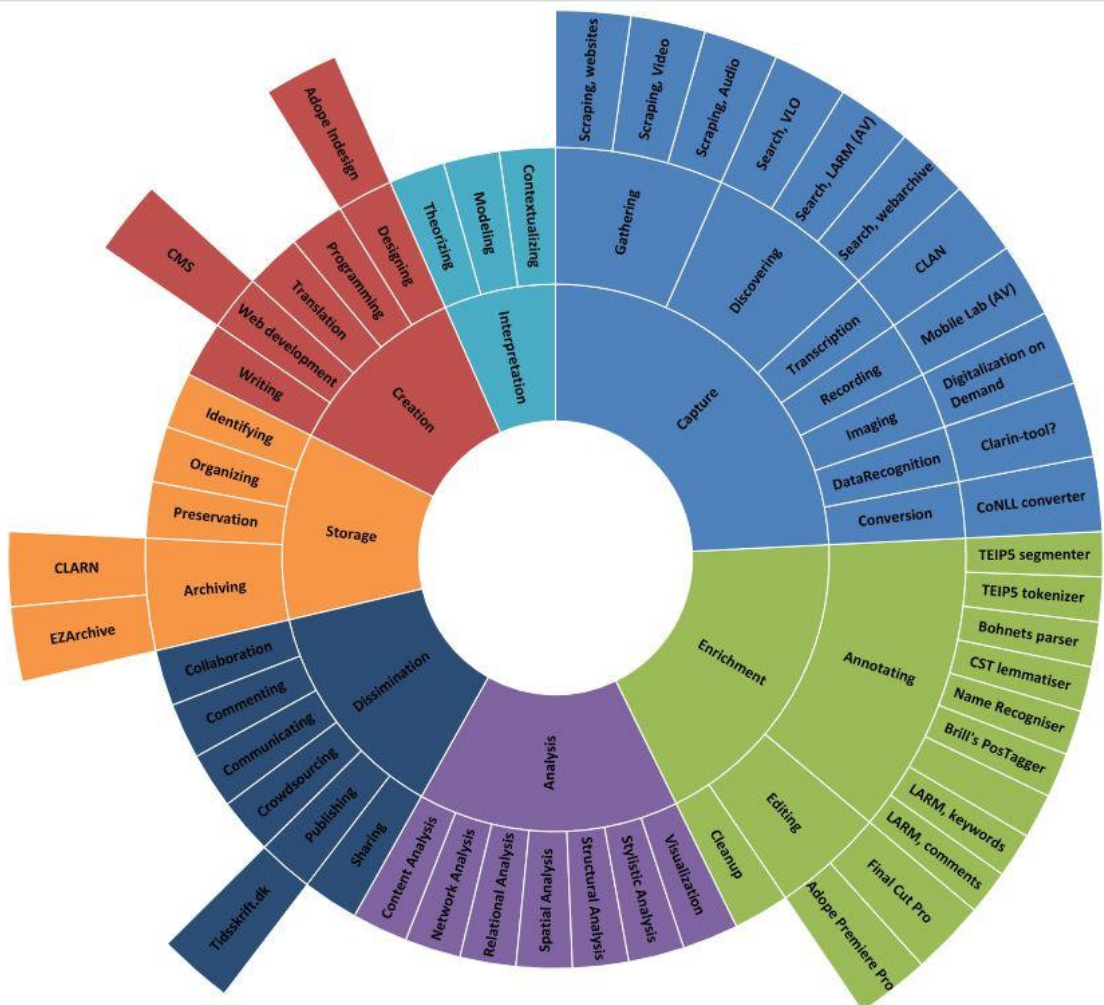 Capture
Gathering
Scraping, websites
Scraping, Video
Scraping, Audio
Discovering
Search, VLO
Search, LARM (AV)
Search, webarchive
Transcription
CLAN
Recording
Mobile Lab (AV)
Imaging
Digitalization on
Demand
DataRecognition
Clarin-tool?
Conversion
CoNLL converter
Enrichment
Annotating
TEIP5 segmenter
TEIP5 tokenizer
Bohnets parser
CST lemmatiser
Name Recogniser
Brill's PosTagger
LARM, keywords
LARM, comments
Editing
Final Cut Pro
Adope Premiere Pro
Cleanup
Analysis
Visualization
Stylistic Analysis
Structural Analysis
Spatial Analysis
Relational Analysis
Network Analysis
Content Analysis
Dissimination
Sharing
Publishing
Tidsskrift.dk
Crowdsourcing
Communicating
Commenting
Collaboration
Storage
Archiving
EZArchive
CLARN
Preservation
Organizing
Identifying
Creation
Writing
Web development
CMS
Translation
Programming
Designing
Adope Indesign
Interpretation
Theorizing
Modeling
Contextualizing